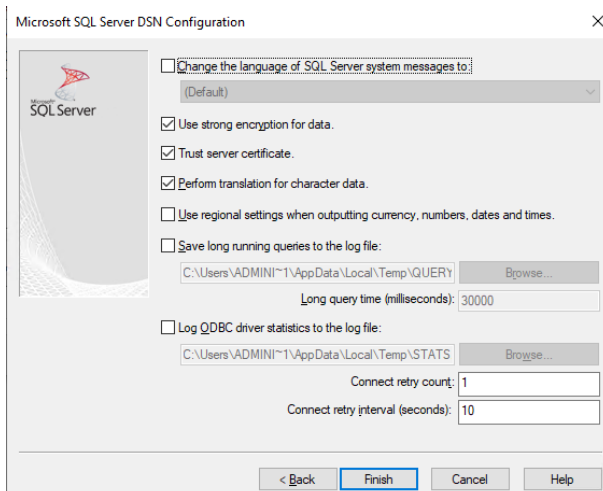 Microsoft SQL Server DSN Configuration
Microsoft
SQL Server
Change the language of SQL Server system messages to:
(Default)
Use strong encryption for data.
Trust server certificate.
Perform translation for character data.
Use regional settings when outputting currency, numbers, dates and times.
Save long running queries to the log file:
C:\Users\ADMINI~1\AppData\Local\Temp\QUERY Browse...
Long query time (milliseconds): 30000
Log ODBC driver statistics to the log file:
C:\Users\ADMINI~1\AppData\Local\Temp\STATS Browse...
Connect retry count: 1
Connect retry interval (seconds): 10
< Back Finish Cancel Help